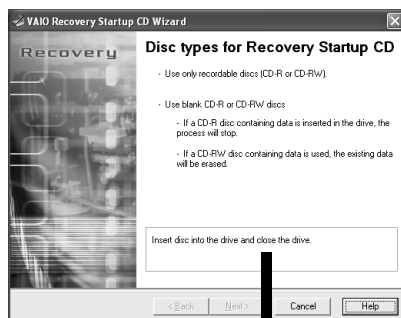 VAIO Recovery Startup CD Wizard
Recovery
Disc types for Recovery Startup CD
- Use only recordable discs (CD-R or CD-RW).
- Use blank CD-R or CD-RW discs
- If a CD-R disc containing data is inserted in the drive, the
process will stop.
- If a CD-RW disc containing data is used, the existing data
will be erased.
Insert disc into the drive and close the drive.
< Back
Next >
Cancel
Help